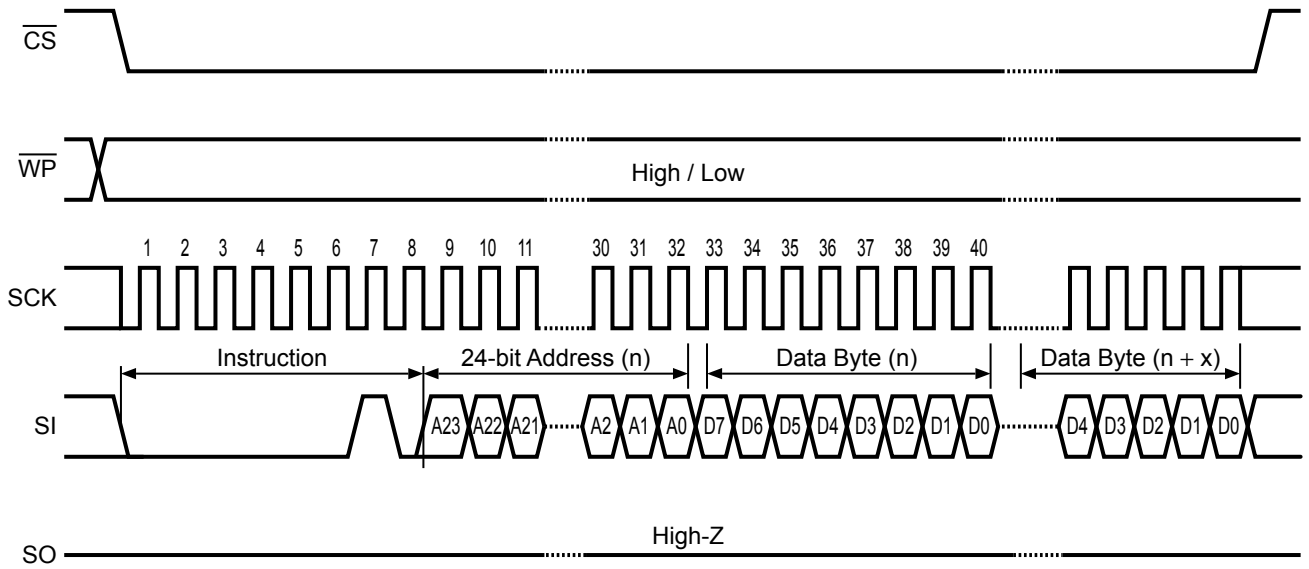 CS
WP
High / Low
1 2 3 4 5 6 7 8 9 10 11 30 31 32 33 34 35 36 37 38 39 40
SCK
Instruction 24-bit Address (n) Data Byte (n) Data Byte (n + x)
SI A23 A22 A21 A2 A1 A0 D7 D6 D5 D4 D3 D2 D1 D0 D4 D3 D2 D1 D0
High-Z
SO